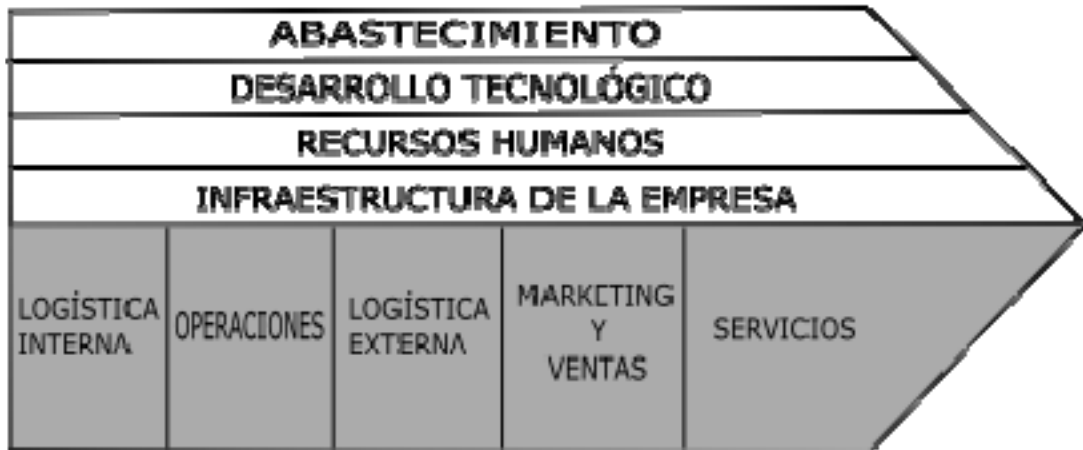 ABASTECIMIENTO
DESARROLLO TECNOLÓGICO
RECURSOS HUMANOS
INFRAESTRUCTURA DE LA EMPRESA
LOGÍSTICA
INTERNA
OPERACIONES
LOGÍSTICA
EXTERNA
MARKETING
Y
VENTAS
SERVICIOS